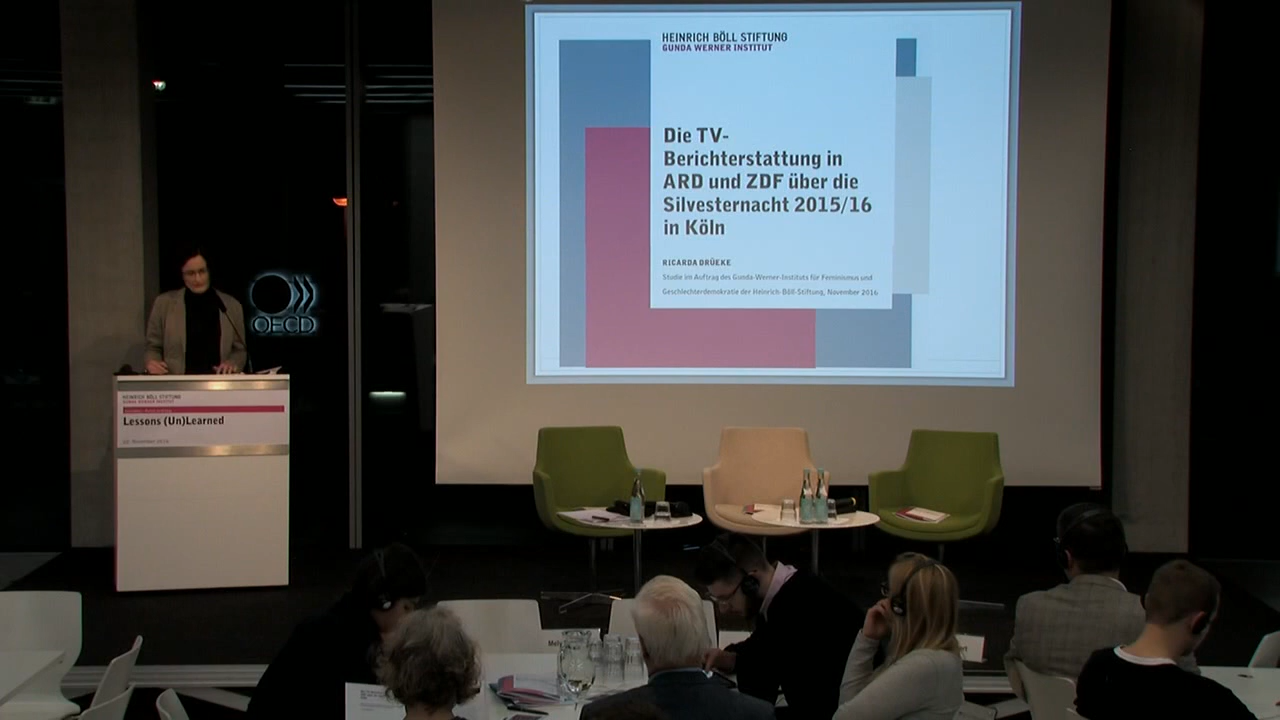 HEINRICH BÖLL STIFTUNG
GUNDA WERNER INSTITUT
Die TV-
Berichterstattung in
ARD und ZDF über die
Silvesternacht 2015/16
in Köln
RICARDA DRÜEKE
Studie im Auftrag des Gunda-Werner-Instituts für Feminismus und
Geschlechterdemokratie der Heinrich-Böll-Stiftung, November 2016
OECD
HEINRICH BÖLL STIFTUNG
GUNDA WERNER INSTITUT
Lessons (Un)Learned